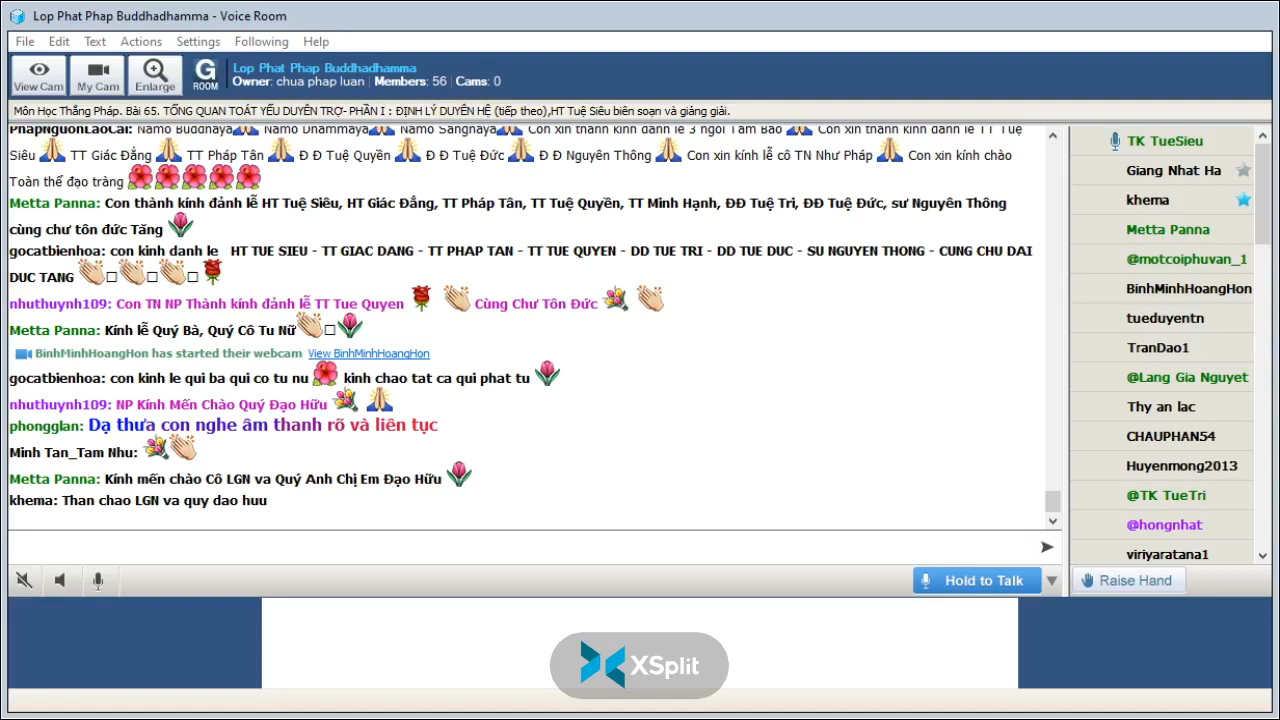 Lop Phat Phap Buddhadhamma - Voice Room
File Edit Text Actions Settings Following Help
View Cam My Cam Enlarge G ROOM
Lop Phat Phap Buddhadhamma
Owner: chua phap luan | Members: 56 | Cams: 0
Môn Học Thắng Pháp. Bài 65. TỔNG QUAN TOÁT YẾU DUYÊN TRỢ- PHẦN I : ĐỊNH LÝ DUYÊN HỆ (tiếp theo),HT Tuệ Siêu biên soạn và giảng giải.
PhapNguonLaoCai: Namo Buddhaya Namo Dhammaya Namo Sanghaya Con xin thành kính đảnh lễ 3 ngôi Tam Bảo Con xin thành kính đảnh lễ TT Tuệ
Siêu TT Giác Đẳng TT Pháp Tân Đ Đ Tuệ Quyền Đ Đ Tuệ Đức Đ Đ Nguyên Thông Con xin kính lễ cô TN Như Pháp Con xin kính chào
Toàn thể đạo tràng
Metta Panna: Con thành kính đảnh lễ HT Tuệ Siêu, HT Giác Đẳng, TT Pháp Tân, TT Tuệ Quyền, TT Minh Hạnh, ĐĐ Tuệ Tri, ĐĐ Tuệ Đức, sư Nguyên Thông
cùng chư tôn đức Tăng
gocatbienhoa: con kinh danh le HT TUE SIEU - TT GIAC DANG - TT PHAP TAN - TT TUE QUYEN - DD TUE TRI - DD TUE DUC - SU NGUYEN THONG - CUNG CHU DAI
DUC TANG
nhuthuynh109: Con TN NP Thành kính đảnh lễ TT Tue Quyen Cùng Chư Tôn Đức
Metta Panna: Kính lễ Quý Bà, Quý Cô Tu Nữ
BinhMinhHoangHon has started their webcam View BinhMinhHoangHon
gocatbienhoa: con kinh le qui ba qui co tu nu kinh chao tat ca qui phat tu
nhuthuynh109: NP Kính Mến Chào Quý Đạo Hữu
phongglan: Dạ thưa con nghe âm thanh rõ và liên tục
Minh Tan_Tam Nhu:
Metta Panna: Kính mến chào Cô LGN va Quý Anh Chị Em Đạo Hữu
khema: Than chao LGN va quy dao huu
TK TueSieu
Giang Nhat Ha
khema
Metta Panna
@motcoiphuvan_1
BinhMinhHoangHon
tueduyentn
TranDao1
@Lang Gia Nguyet
Thy an lac
CHAUPHAN54
Huyenmong2013
@TK TueTri
@hongnhat
viriyaratana1
Hold to Talk
Raise Hand
XSplit